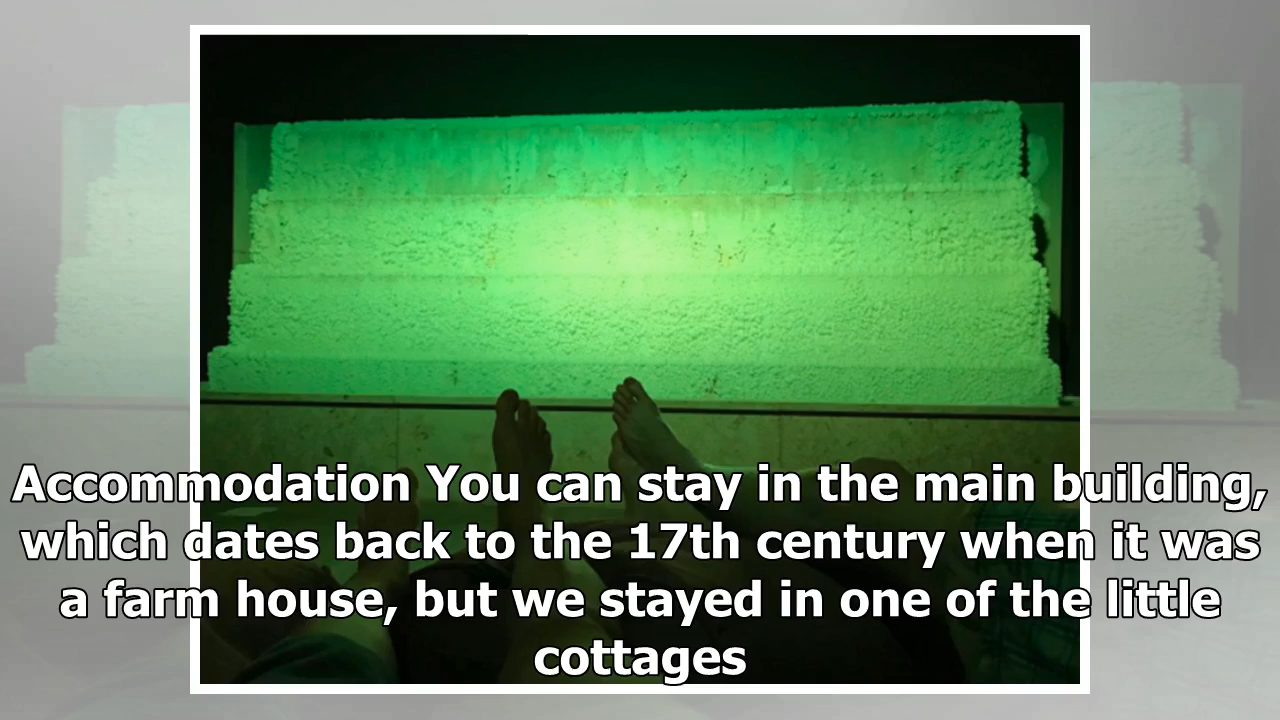 Accommodation You can stay in the main building,
which dates back to the 17th century when it was
a farm house, but we stayed in one of the little
cottages